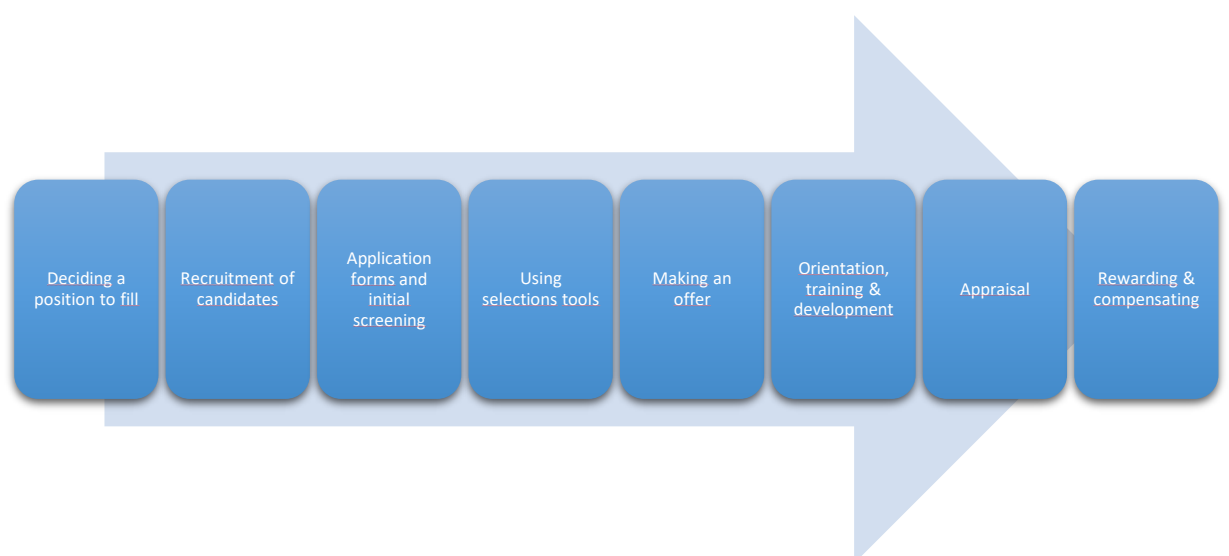 Deciding a
position to fill
Recruitment of
candidates
Application
forms and
initial
screening
Using
selections tools
Making an
offer
Orientation,
training &
development
Appraisal
Rewarding &
compensating